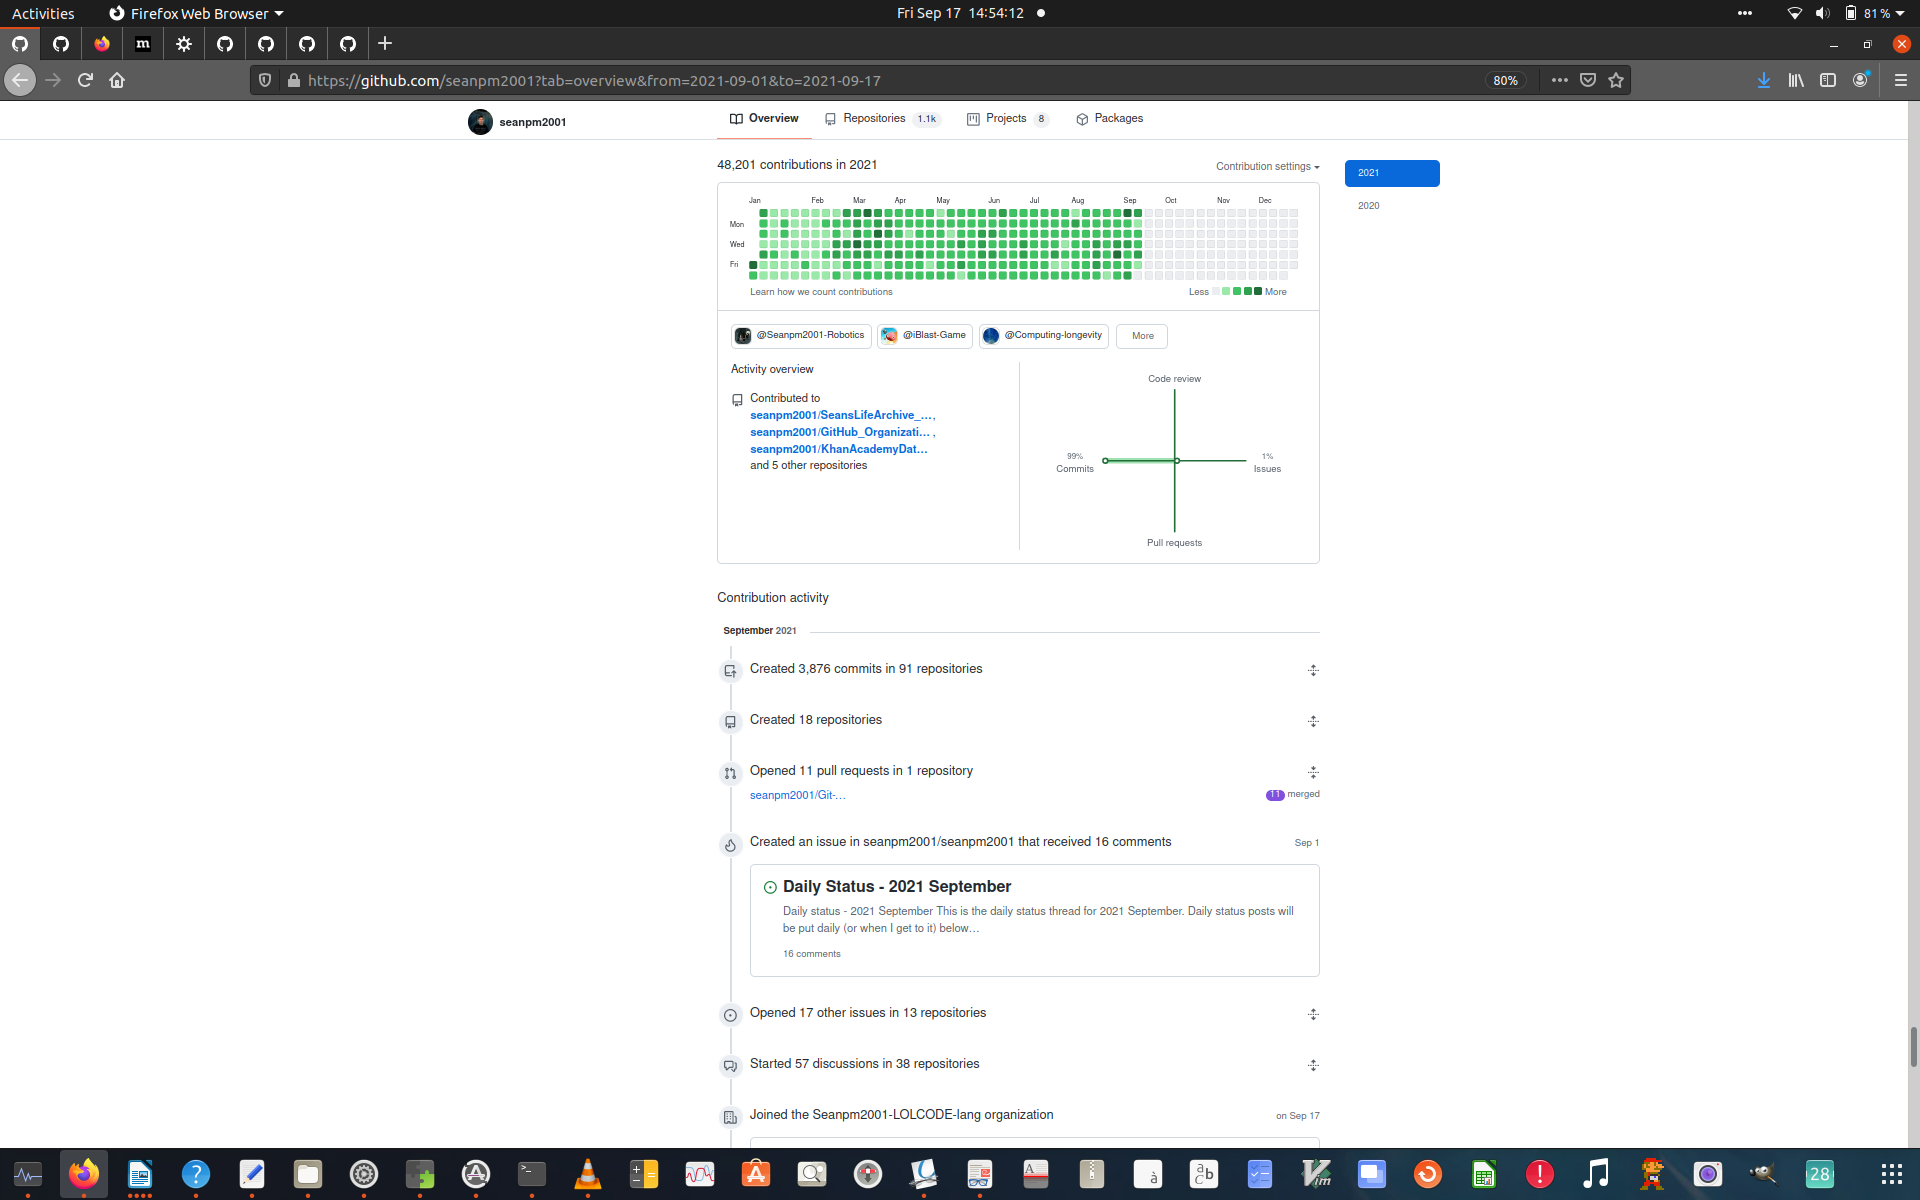 Activities
Firefox Web Browser
Fri Sep 17 14:54:12
81 %
m
https://github.com/seanpm2001?tab=overview&from=2021-09-01&to=2021-09-17
80%
seanpm2001
Overview
Repositories 1.1k
Projects 8
Packages
48,201 contributions in 2021
Contribution settings
2021
2020
Jan Feb Mar Apr May Jun Jul Aug Sep Oct Nov Dec
Mon
Wed
Fri
Learn how we count contributions
Less More
@Seanpm2001-Robotics
@iBlast-Game
@Computing-longevity
More
Activity overview
Contributed to
seanpm2001/SeansLifeArchive_…,
seanpm2001/GitHub_Organizati… ,
seanpm2001/KhanAcademyDat…
and 5 other repositories
Code review
99%
Commits
1%
Issues
Pull requests
Contribution activity
September 2021
Created 3,876 commits in 91 repositories
Created 18 repositories
Opened 11 pull requests in 1 repository
seanpm2001/Git-…
11 merged
Created an issue in seanpm2001/seanpm2001 that received 16 comments
Sep 1
Daily Status - 2021 September
Daily status - 2021 September This is the daily status thread for 2021 September. Daily status posts will
be put daily (or when I get to it) below…
16 comments
Opened 17 other issues in 13 repositories
Started 57 discussions in 38 repositories
Joined the Seanpm2001-LOLCODE-lang organization
on Sep 17
28